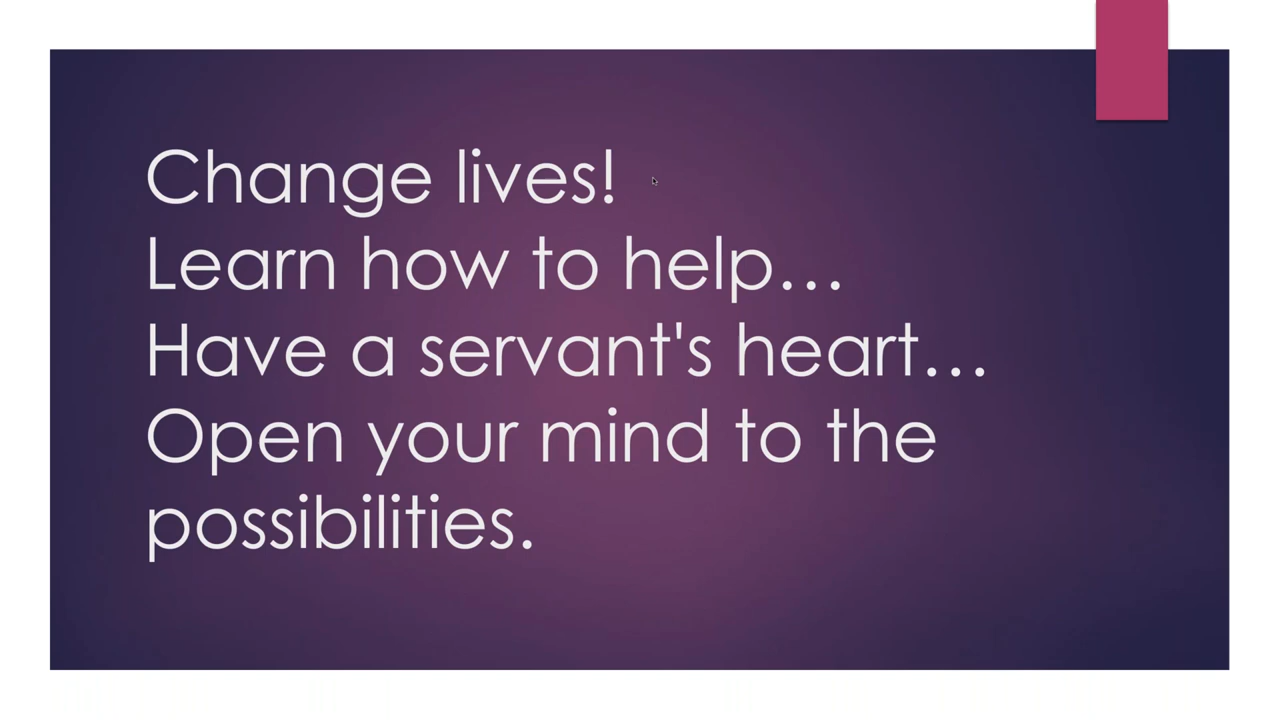 Change lives!
Learn how to help…
Have a servant's heart…
Open your mind to the
possibilities.